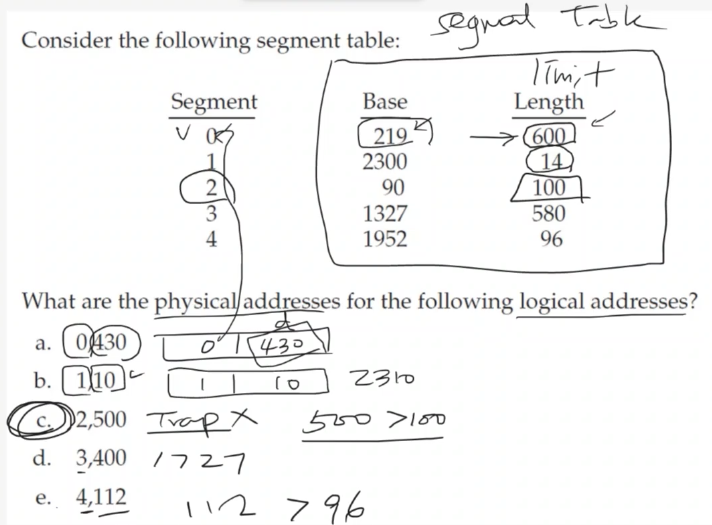 segment Table
Consider the following segment table:
limit
Segment Base Length
0 219 600
1 2300 14
2 90 100
3 1327 580
4 1952 96
What are the physical addresses for the following logical addresses?
d
a. 0,430 0 430
b. 1,10 1 10 2310
c. 2,500 Trap X 500 >100
d. 3,400 1727
e. 4,112 112 > 96